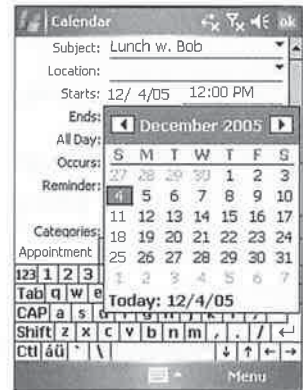 Calendar ok
Subject: Lunch w. Bob
Location:
Starts: 12/ 4/05 12:00 PM
Ends:
All Day:
Occurs:
Reminder:
Categories:
Appointment
December 2005
S M T W T F S
27 28 29 30 1 2 3
4 5 6 7 8 9 10
11 12 13 14 15 16 17
18 19 20 21 22 23 24
25 26 27 28 29 30 31
1 2 3 4 5 6 7
Today: 12/4/05
123 1 2 3
Tab q w e
CAP a s
Shift z x c v b n m , . / ↵
Ctl áü ` \ ↓ ↑ ← →
Menu